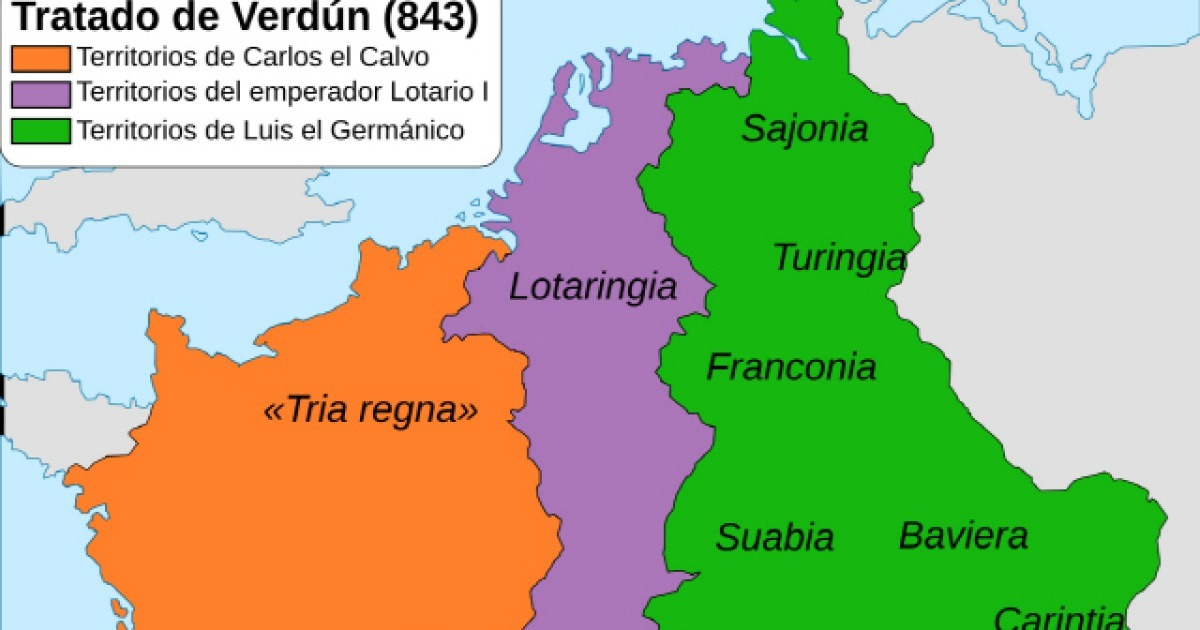 Tratado de Verdún (843)
Territorios de Carlos el Calvo
Territorios del emperador Lotario I
Territorios de Luis el Germánico
Sajonia
Turingia
Lotaringia
Franconia
«Tria regna»
Suabia
Baviera
Carintia